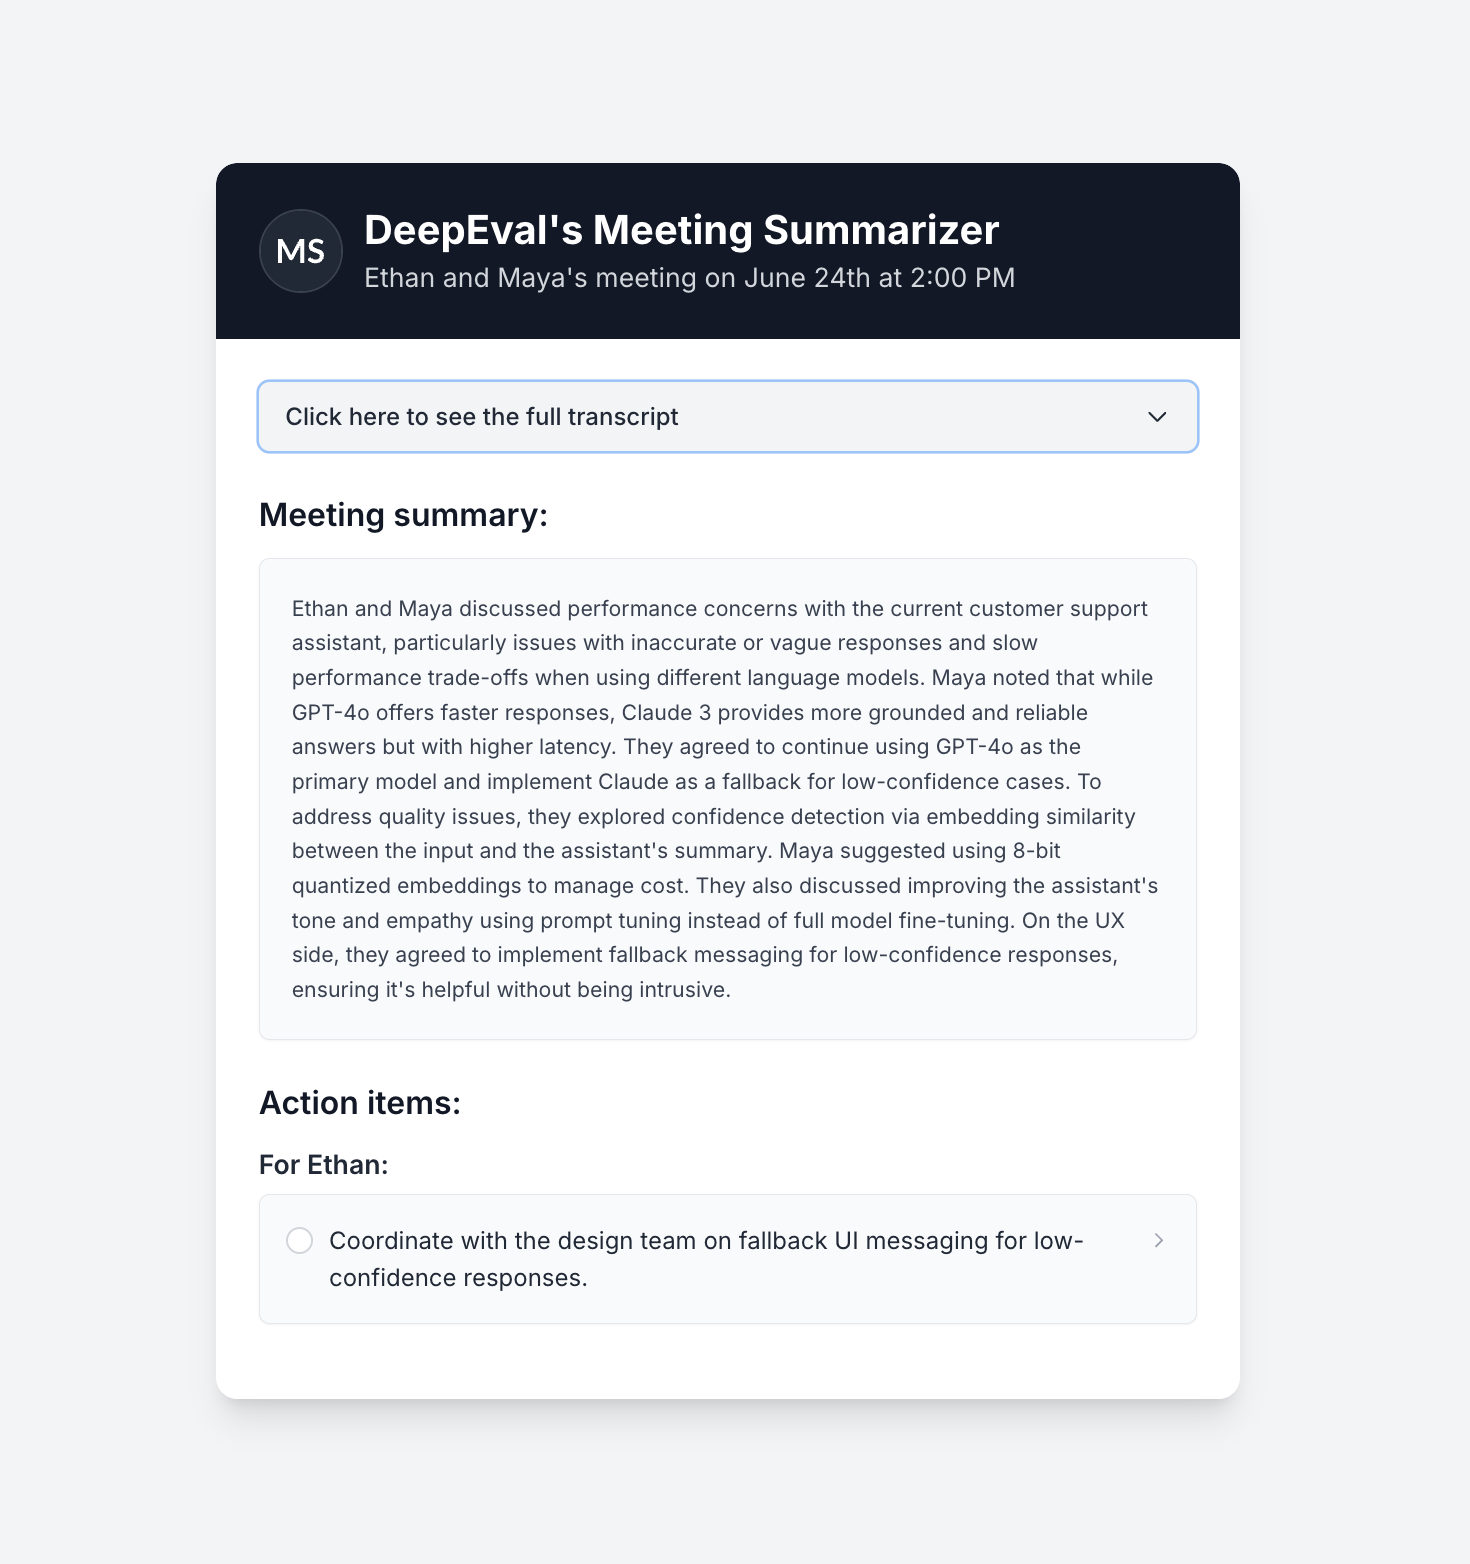 MS
DeepEval's Meeting Summarizer
Ethan and Maya's meeting on June 24th at 2:00 PM
Click here to see the full transcript
Meeting summary:
Ethan and Maya discussed performance concerns with the current customer support
assistant, particularly issues with inaccurate or vague responses and slow
performance trade-offs when using different language models. Maya noted that while
GPT-4o offers faster responses, Claude 3 provides more grounded and reliable
answers but with higher latency. They agreed to continue using GPT-4o as the
primary model and implement Claude as a fallback for low-confidence cases. To
address quality issues, they explored confidence detection via embedding similarity
between the input and the assistant's summary. Maya suggested using 8-bit
quantized embeddings to manage cost. They also discussed improving the assistant's
tone and empathy using prompt tuning instead of full model fine-tuning. On the UX
side, they agreed to implement fallback messaging for low-confidence responses,
ensuring it's helpful without being intrusive.
Action items:
For Ethan:
Coordinate with the design team on fallback UI messaging for low-
confidence responses.